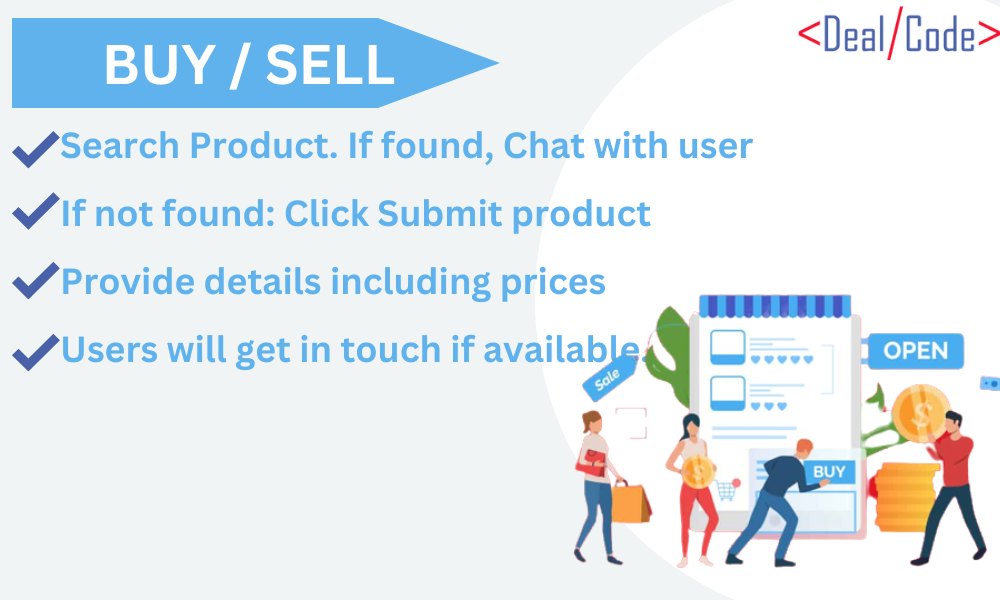 <Deal/Code>
BUY / SELL
Search Product. If found, Chat with user
If not found: Click Submit product
Provide details including prices
Users will get in touch if available.
Sale
OPEN
$
BUY
$